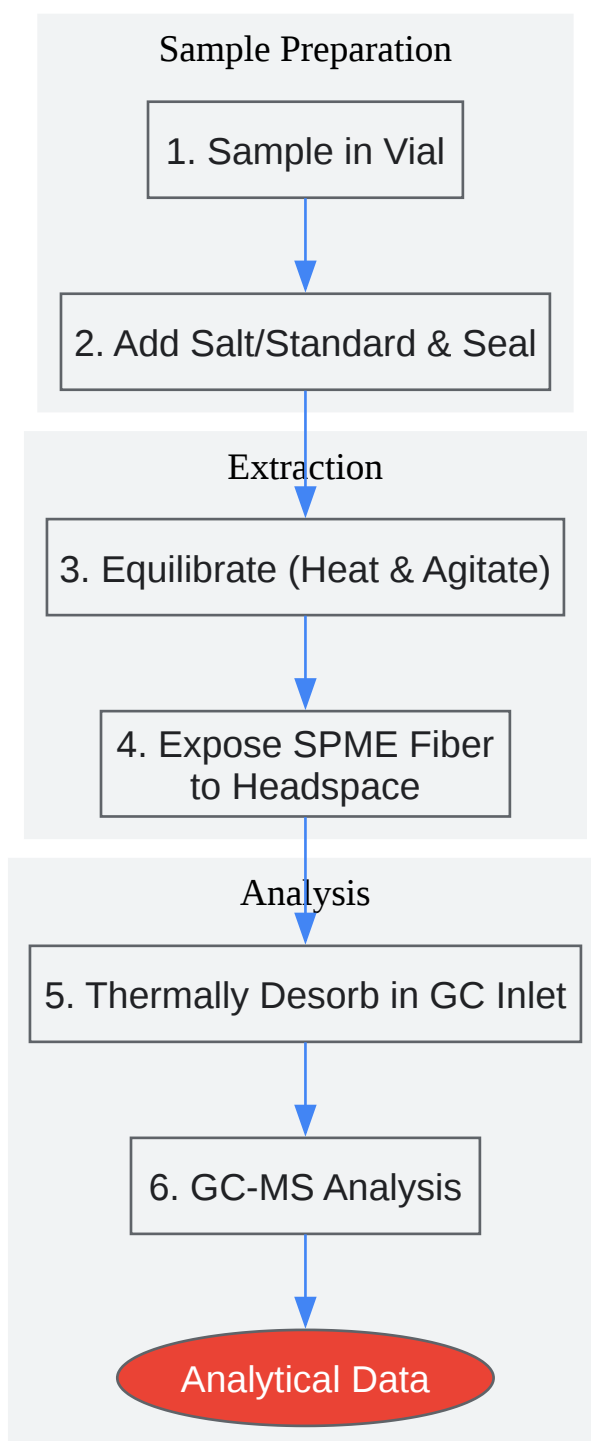 Sample Preparation
1. Sample in Vial
2. Add Salt/Standard & Seal
Extraction
3. Equilibrate (Heat & Agitate)
4. Expose SPME Fiber
to Headspace
Analysis
5. Thermally Desorb in GC Inlet
6. GC-MS Analysis
Analytical Data